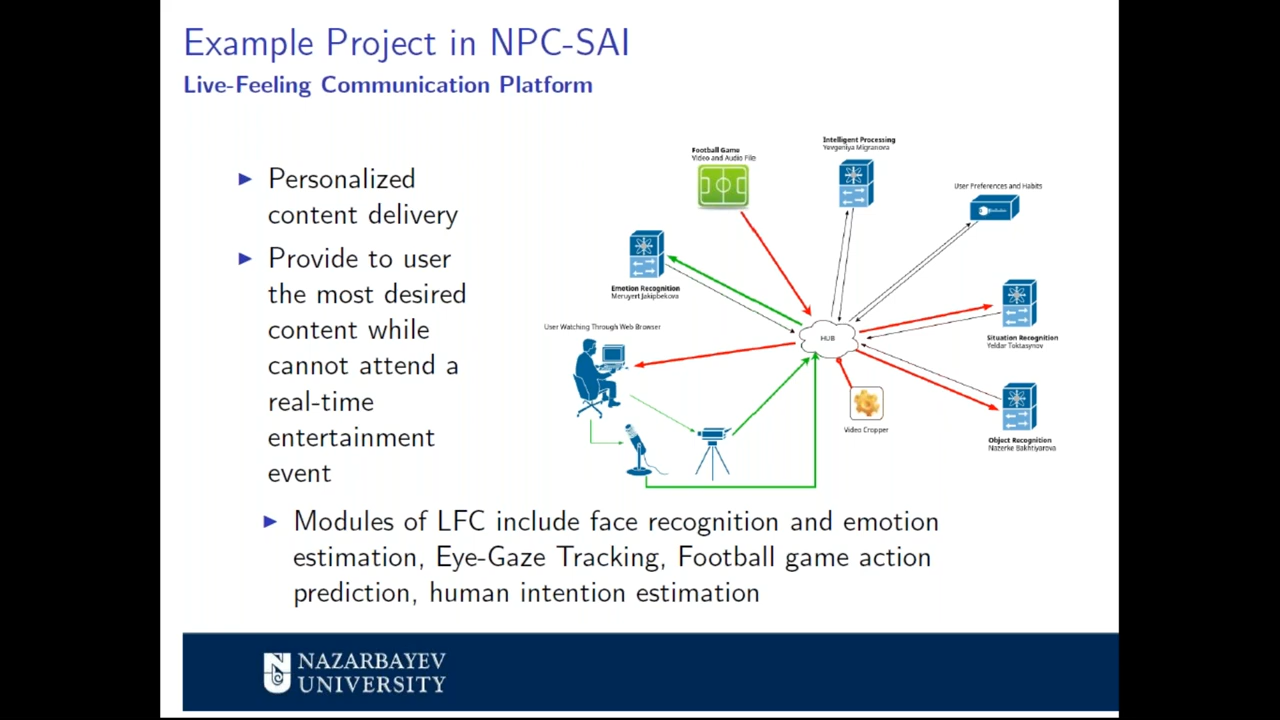 Example Project in NPC-SAI
Live-Feeling Communication Platform
Personalized
content delivery
Provide to user
the most desired
content while
cannot attend a
real-time
entertainment
event
Football Game
Video and Audio File
Intelligent Processing
Yevgeniya Migranova
User Preferences and Habits
Emotion Recognition
Meruyert Jakipbekova
User Watching Through Web Browser
HUB
Situation Recognition
Yeldar Toktasynov
Video Cropper
Object Recognition
Nazerke Bakhtiyarova
Modules of LFC include face recognition and emotion
estimation, Eye-Gaze Tracking, Football game action
prediction, human intention estimation
NAZARBAYEV
UNIVERSITY